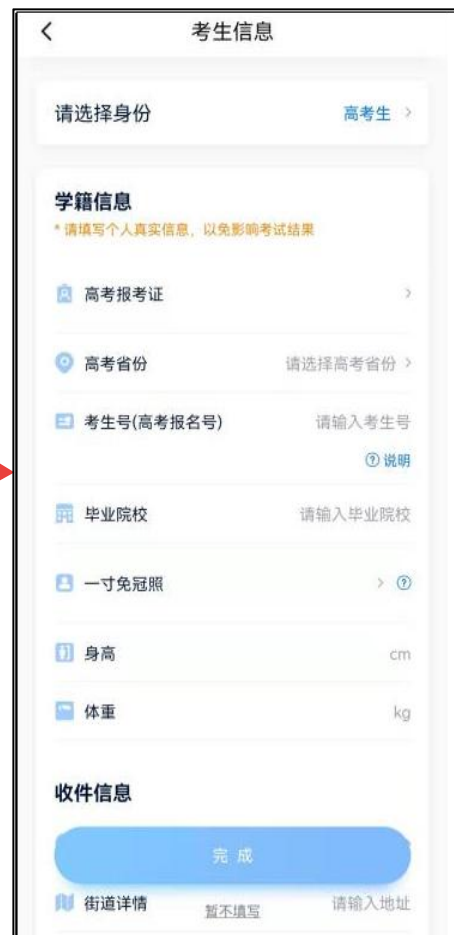 考生信息
请选择身份 高考生
学籍信息
* 请填写个人真实信息，以免影响考试结果
高考报考证
高考省份 请选择高考省份
考生号(高考报名号) 请输入考生号
? 说明
毕业院校 请输入毕业院校
一寸免冠照 ?
身高 cm
体重 kg
收件信息
完成
街道详情 请输入地址
暂不填写